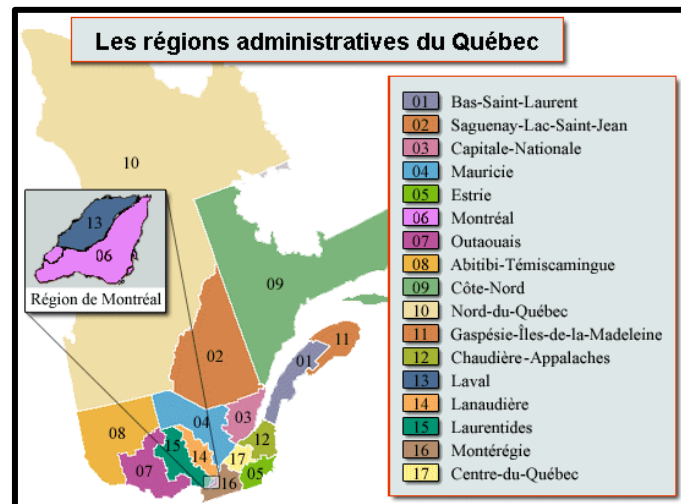 Les régions administratives du Québec
01 Bas-Saint-Laurent
02 Saguenay-Lac-Saint-Jean
03 Capitale-Nationale
04 Mauricie
05 Estrie
06 Montréal
07 Outaouais
08 Abitibi-Témiscamingue
09 Côte-Nord
10 Nord-du-Québec
11 Gaspésie-Îles-de-la-Madeleine
12 Chaudière-Appalaches
13 Laval
14 Lanaudière
15 Laurentides
16 Montérégie
17 Centre-du-Québec
10
13
06
Région de Montréal
09
02
11
01
03
04
08
12
15
14
17
07
16
05